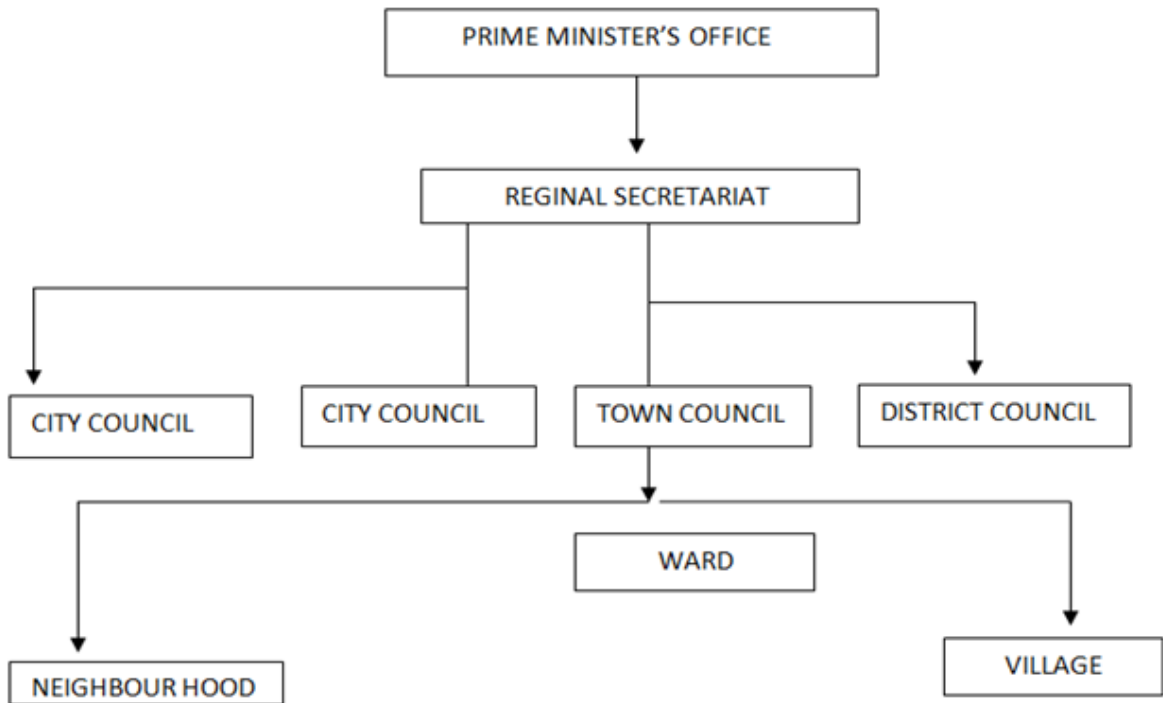 PRIME MINISTER'S OFFICE
REGINAL SECRETARIAT
CITY COUNCIL
CITY COUNCIL
TOWN COUNCIL
DISTRICT COUNCIL
WARD
NEIGHBOUR HOOD
VILLAGE